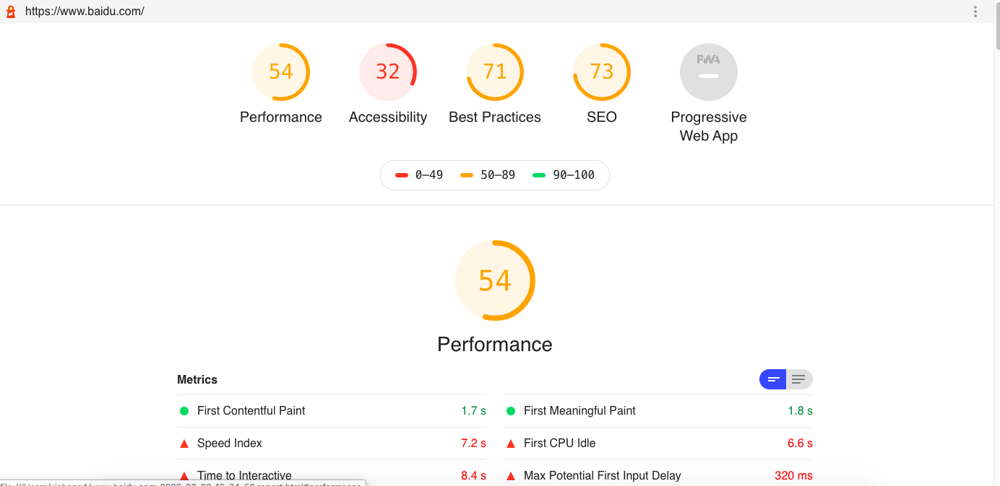 https://www.baidu.com/
54 32 71 73 PWA
Performance Accessibility Best Practices SEO Progressive
Web App
0–49 50–89 90–100
54
Performance
Metrics
First Contentful Paint 1.7 s First Meaningful Paint 1.8 s
Speed Index 7.2 s First CPU Idle 6.6 s
Time to Interactive 8.4 s Max Potential First Input Delay 320 ms